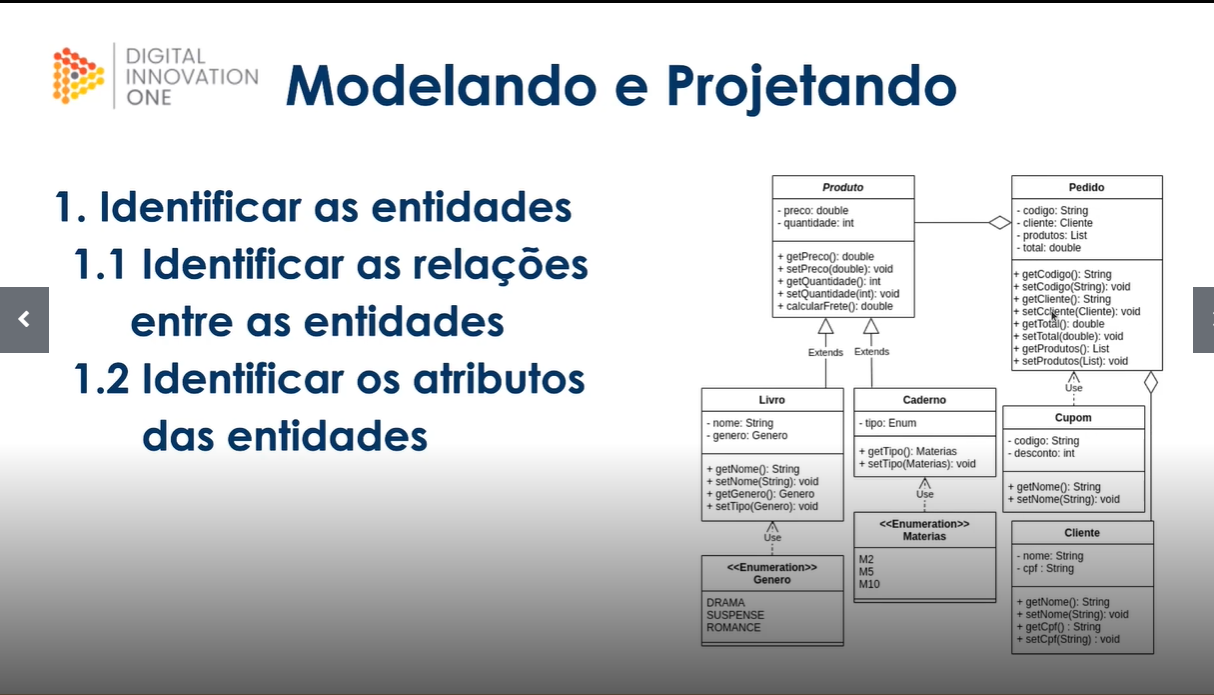 DIGITAL
INNOVATION
ONE
Modelando e Projetando
1. Identificar as entidades
1.1 Identificar as relações
entre as entidades
1.2 Identificar os atributos
das entidades
Produto
- preco: double
- quantidade: int
+ getPreco(): double
+ setPreco(double): void
+ getQuantidade(): int
+ setQuantidade(int): void
+ calcularFrete(): double
Pedido
- codigo: String
- cliente: Cliente
- produtos: List
- total: double
+ getCodigo(): String
+ setCodigo(String): void
+ getCliente(): String
+ setCcliente(Cliente): void
+ getTotal(): double
+ setTotal(double): void
+ getProdutos(): List
+ setProdutos(List): void
Extends
Extends
Use
Livro
- nome: String
- genero: Genero
+ getNome(): String
+ setNome(String): void
+ getGenero(): Genero
+ setTipo(Genero): void
Caderno
- tipo: Enum
+ getTipo(): Materias
+ setTipo(Materias): void
Cupom
- codigo: String
- desconto: int
+ getNome(): String
+ setNome(String): void
Use
Use
<<Enumeration>>
Genero
DRAMA
SUSPENSE
ROMANCE
<<Enumeration>>
Materias
M2
M5
M10
Cliente
- nome: String
- cpf : String
+ getNome(): String
+ setNome(String): void
+ getCpf() : String
+ setCpf(String) : void